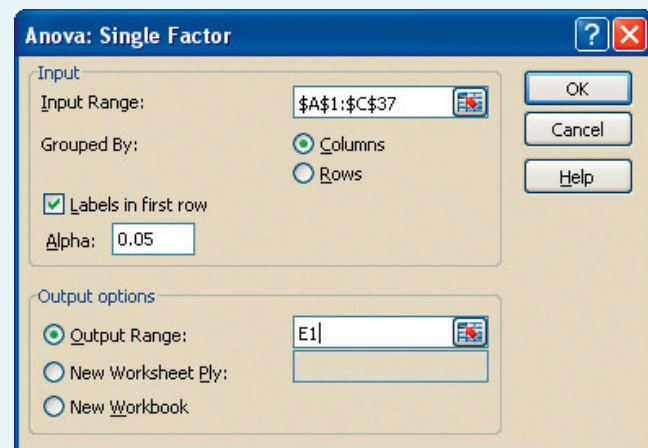 Anova: Single Factor
Input
Input Range: $A$1:$C$37
Grouped By: Columns
Rows
Labels in first row
Alpha: 0.05
OK
Cancel
Help
Output options
Output Range: E1
New Worksheet Ply:
New Workbook